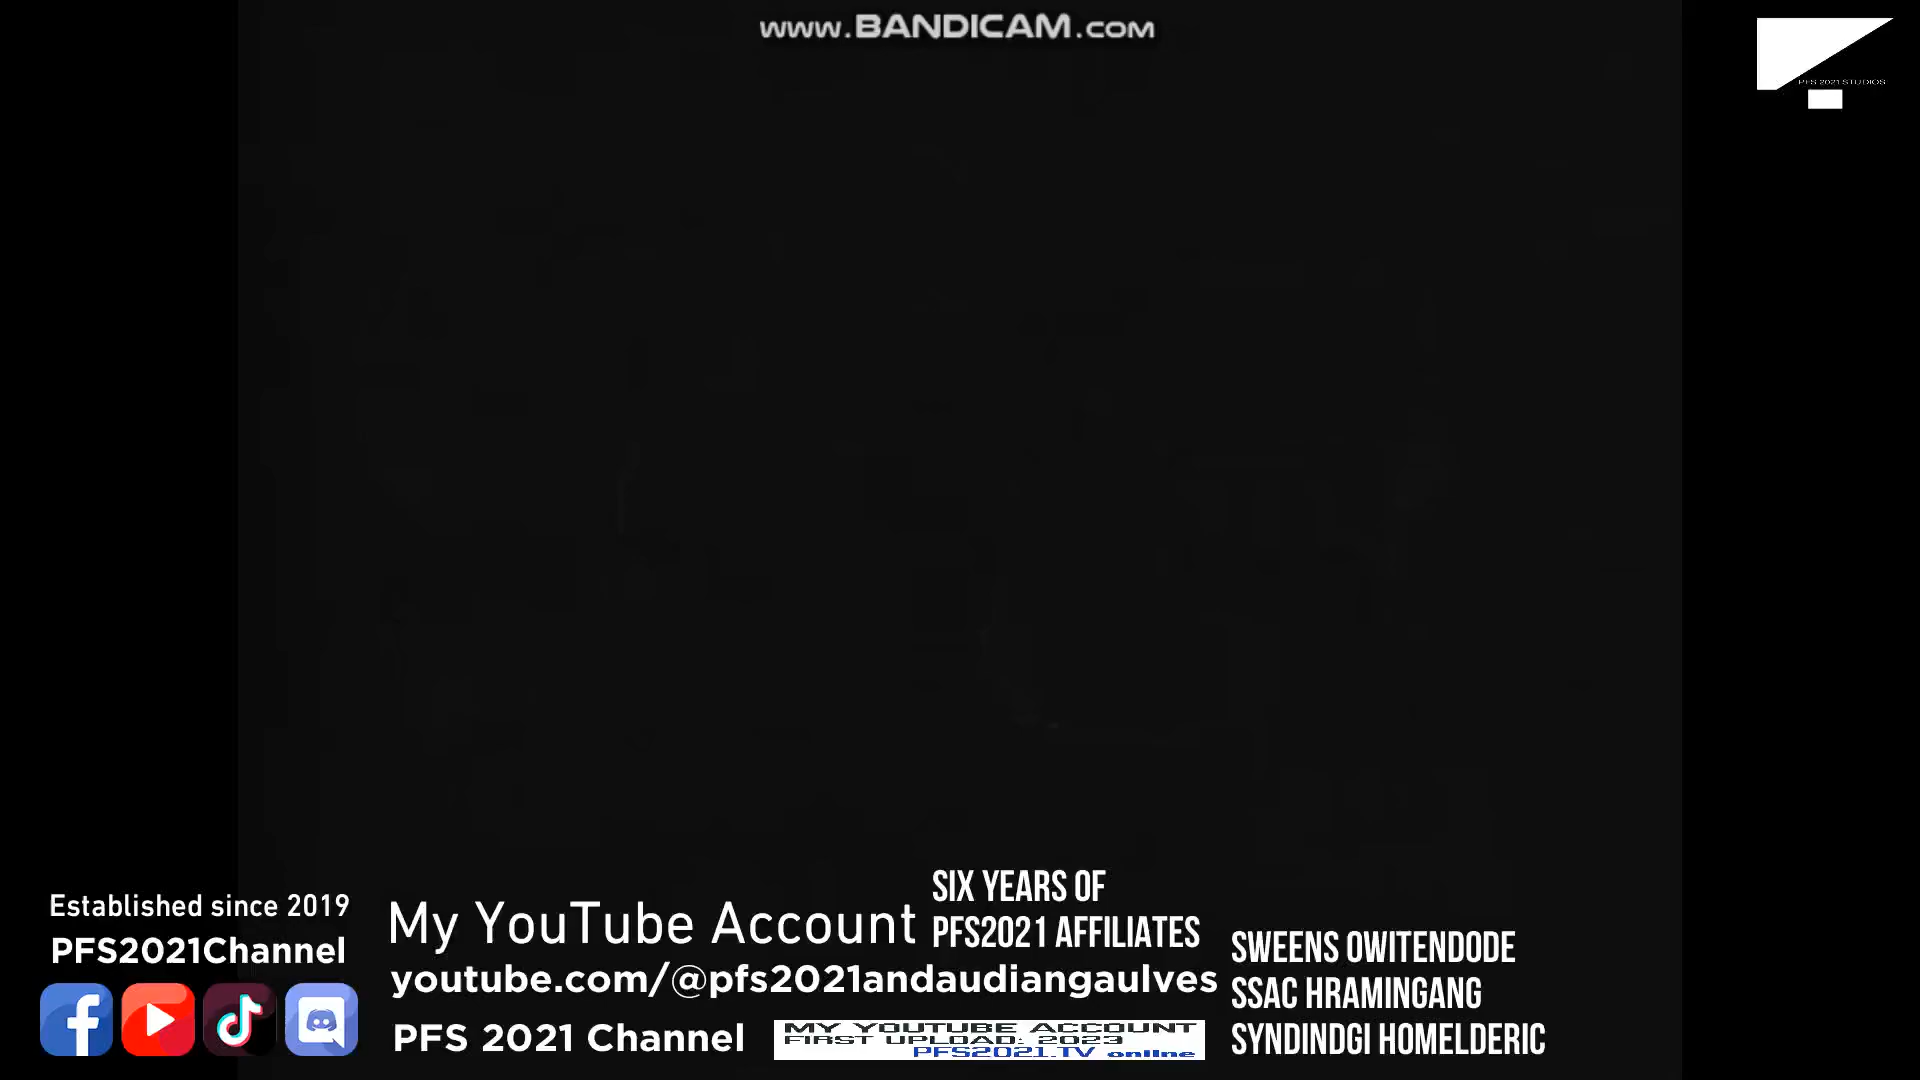 www.BANDICAM.com
PFS 2021 STUDIOS
Established since 2019
PFS2021Channel
My YouTube Account
youtube.com/@pfs2021andaudiangaulves
PFS 2021 Channel
SIX YEARS OF
PFS2021 AFFILIATES
MY YOUTUBE ACCOUNT
FIRST UPLOAD: 2023
PFS2021.TV online
SWEENS OWITENDODE
SSAC HRAMINGANG
SYNDINDGI HOMELDERIC